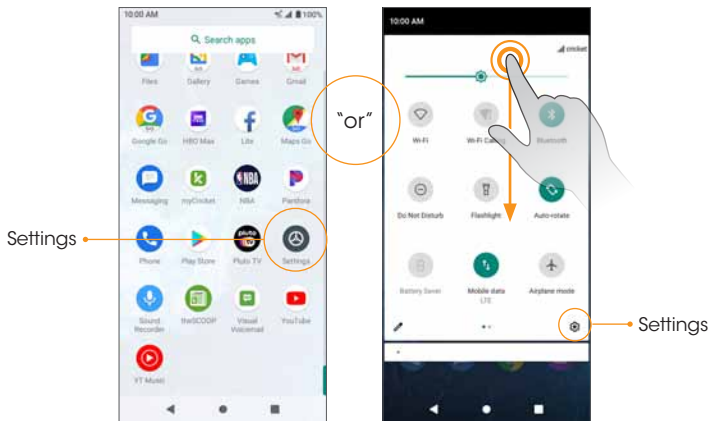 10:00 AM
100%
Search apps
Files Gallery Games Gmail
Google Go HBO Max Lite Maps Go
Messaging myCricket NBA Pandora
Phone Play Store Pluto TV Settings
Sound Recorder theSCOOP Visual Voicemail YouTube
YT Music
Settings
"or"
10:00 AM
cricket
Wi-Fi Wi-Fi Calling Bluetooth
Do Not Disturb Flashlight Auto-rotate
Battery Saver Mobile data Airplane mode
LTE
Settings